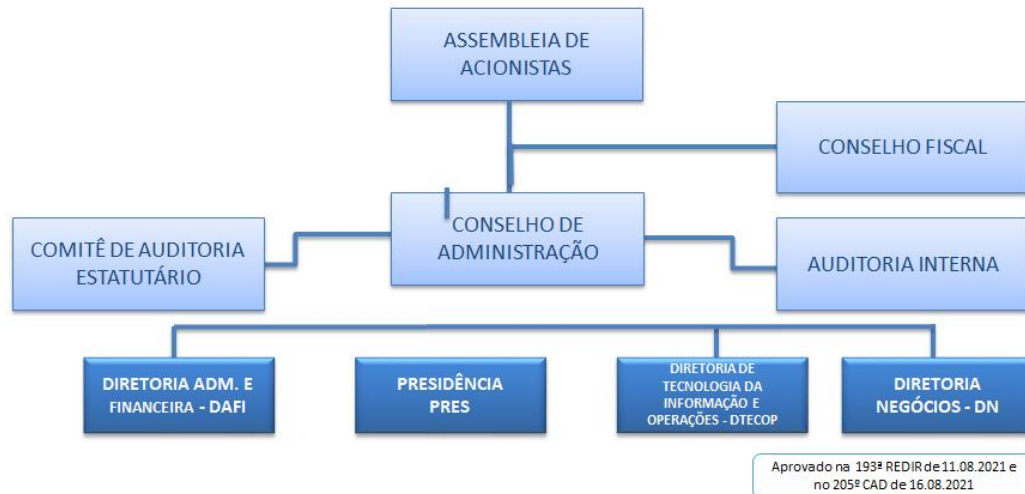 ASSEMBLEIA DE
ACIONISTAS
CONSELHO FISCAL
CONSELHO DE
ADMINISTRAÇÃO
COMITÊ DE AUDITORIA
ESTATUTÁRIO
AUDITORIA INTERNA
DIRETORIA ADM. E
FINANCEIRA - DAFI
PRESIDÊNCIA
PRES
DIRETORIA DE
TECNOLOGIA DA
INFORMAÇÃO E
OPERAÇÕES - DTECOP
DIRETORIA
NEGÓCIOS - DN
Aprovado na 193ª REDIR de 11.08.2021 e
no 205º CAD de 16.08.2021